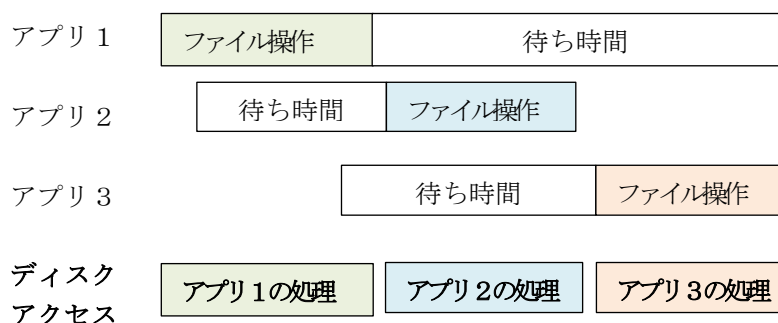 アプリ１ ファイル操作 待ち時間
アプリ２ 待ち時間 ファイル操作
アプリ３ 待ち時間 ファイル操作
ディスク
アクセス アプリ１の処理 アプリ２の処理 アプリ３の処理